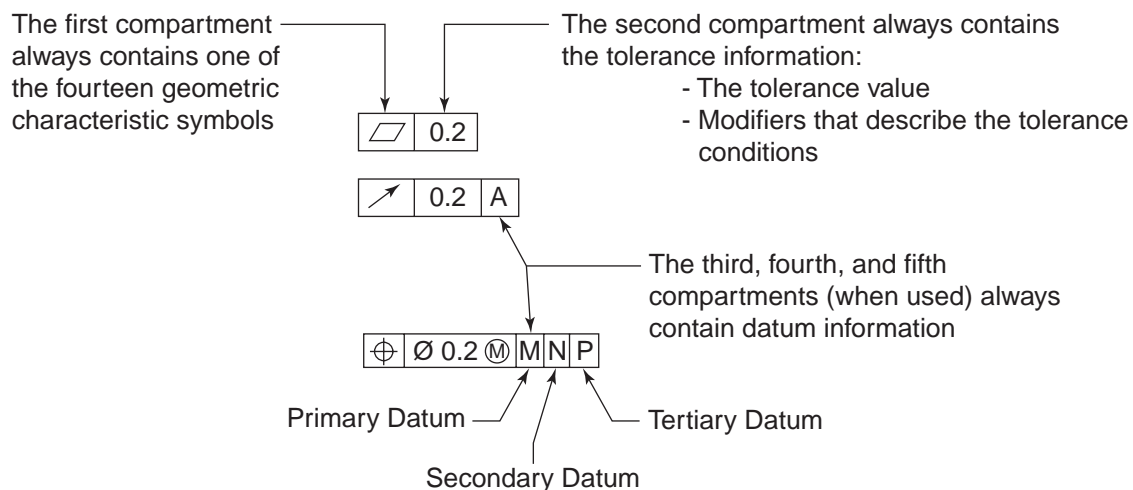 The first compartment
always contains one of
the fourteen geometric
characteristic symbols
The second compartment always contains
the tolerance information:
- The tolerance value
- Modifiers that describe the tolerance
conditions
0.2
0.2 A
The third, fourth, and fifth
compartments (when used) always
contain datum information
Ø 0.2 Ⓜ M N P
Primary Datum
Tertiary Datum
Secondary Datum